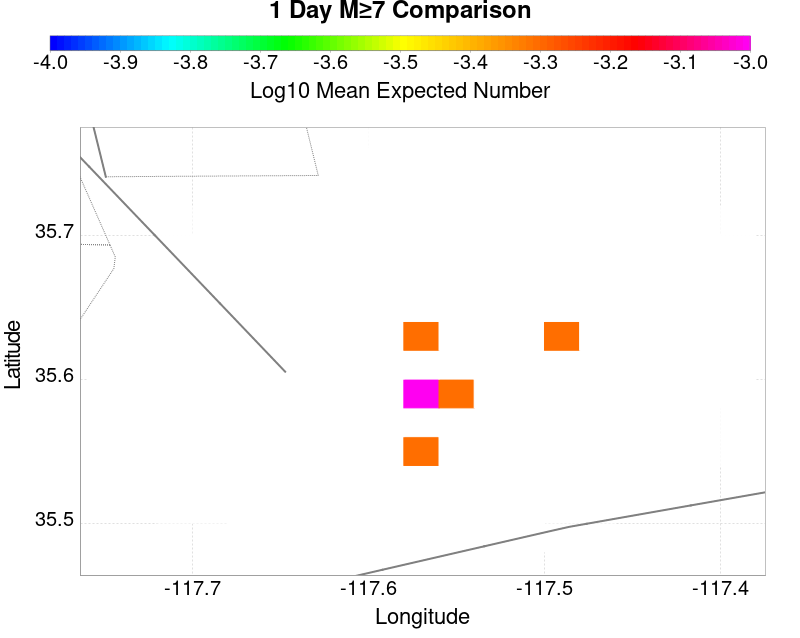 1 Day M≥7 Comparison
-4.0 -3.9 -3.8 -3.7 -3.6 -3.5 -3.4 -3.3 -3.2 -3.1 -3.0
Log10 Mean Expected Number
35.7
35.6
35.5
Latitude
-117.7 -117.6 -117.5 -117.4
Longitude